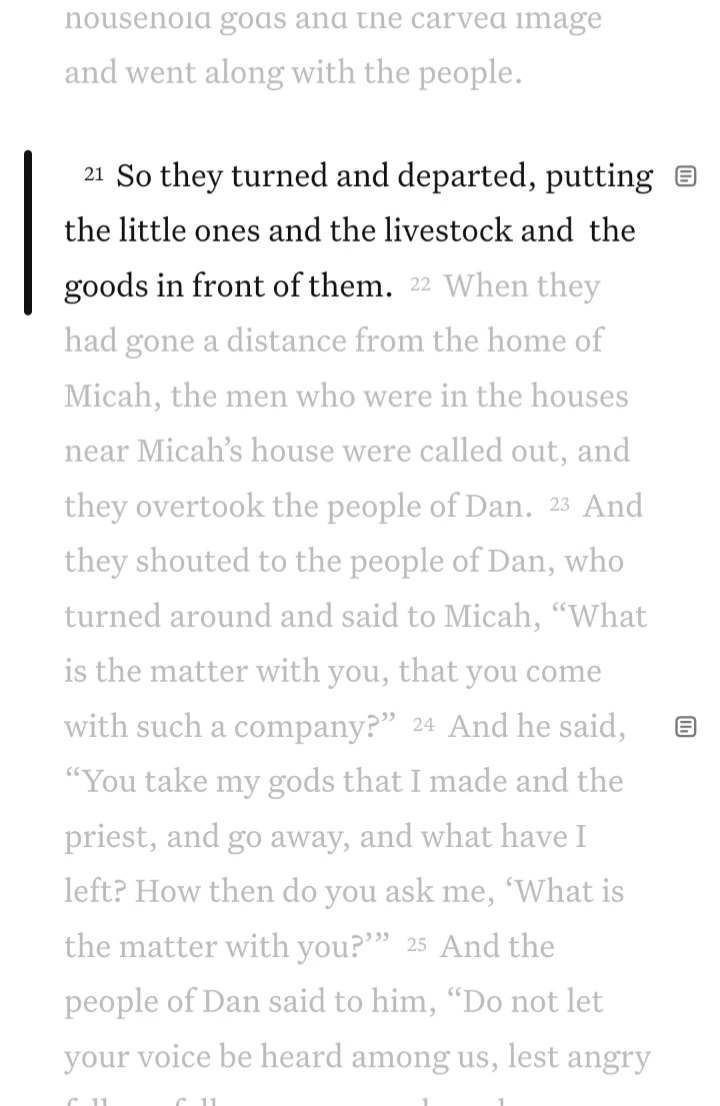 household gods and the carved image
and went along with the people.
21 So they turned and departed, putting
the little ones and the livestock and the
goods in front of them. 22 When they
had gone a distance from the home of
Micah, the men who were in the houses
near Micah’s house were called out, and
they overtook the people of Dan. 23 And
they shouted to the people of Dan, who
turned around and said to Micah, “What
is the matter with you, that you come
with such a company?” 24 And he said,
“You take my gods that I made and the
priest, and go away, and what have I
left? How then do you ask me, ‘What is
the matter with you?’” 25 And the
people of Dan said to him, “Do not let
your voice be heard among us, lest angry